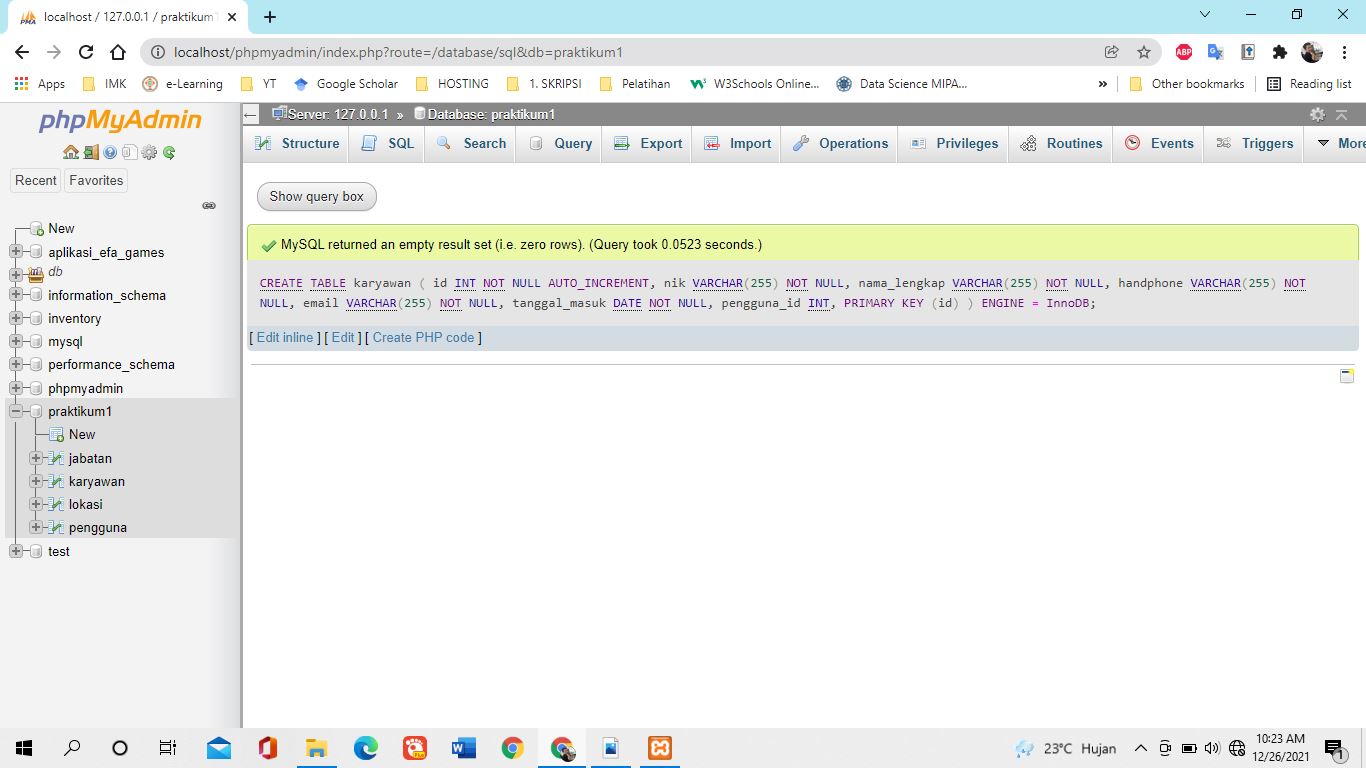 localhost / 127.0.0.1 / praktikum1
localhost/phpmyadmin/index.php?route=/database/sql&db=praktikum1
Apps IMK e-Learning YT Google Scholar HOSTING 1. SKRIPSI Pelatihan W3Schools Online... Data Science MIPA... » Other bookmarks Reading list
phpMyAdmin
Recent Favorites
New
aplikasi_efa_games
db
information_schema
inventory
mysql
performance_schema
phpmyadmin
praktikum1
New
jabatan
karyawan
lokasi
pengguna
test
Server: 127.0.0.1 » Database: praktikum1
Structure SQL Search Query Export Import Operations Privileges Routines Events Triggers More
Show query box
MySQL returned an empty result set (i.e. zero rows). (Query took 0.0523 seconds.)
CREATE TABLE karyawan ( id INT NOT NULL AUTO_INCREMENT, nik VARCHAR(255) NOT NULL, nama_lengkap VARCHAR(255) NOT NULL, handphone VARCHAR(255) NOT
NULL, email VARCHAR(255) NOT NULL, tanggal_masuk DATE NOT NULL, pengguna_id INT, PRIMARY KEY (id) ) ENGINE = InnoDB;
[ Edit inline ] [ Edit ] [ Create PHP code ]
23°C Hujan
10:23 AM
12/26/2021
1